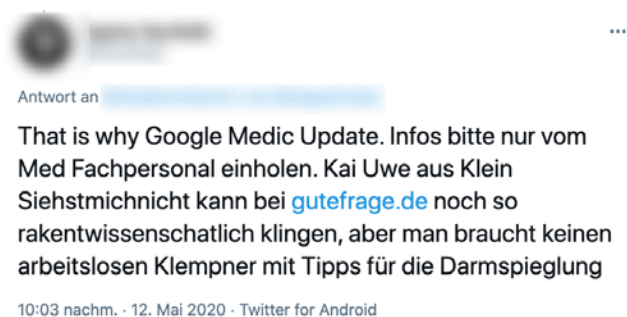 Antwort an
That is why Google Medic Update. Infos bitte nur vom
Med Fachpersonal einholen. Kai Uwe aus Klein
Siehstmichnicht kann bei gutefrage.de noch so
rakentwissenschatlich klingen, aber man braucht keinen
arbeitslosen Klempner mit Tipps für die Darmspieglung
10:03 nachm. · 12. Mai 2020 · Twitter for Android